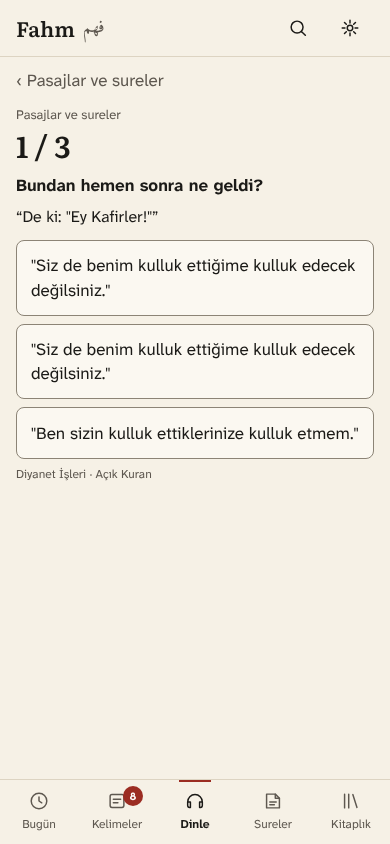 Fahm فهم
‹ Pasajlar ve sureler
Pasajlar ve sureler
1 / 3
Bundan hemen sonra ne geldi?
“De ki: "Ey Kafirler!"”
"Siz de benim kulluk ettiğime kulluk edecek
değilsiniz."
"Siz de benim kulluk ettiğime kulluk edecek
değilsiniz."
"Ben sizin kulluk ettiklerinize kulluk etmem."
Diyanet İşleri · Açık Kuran
8
Bugün Kelimeler Dinle Sureler Kitaplık